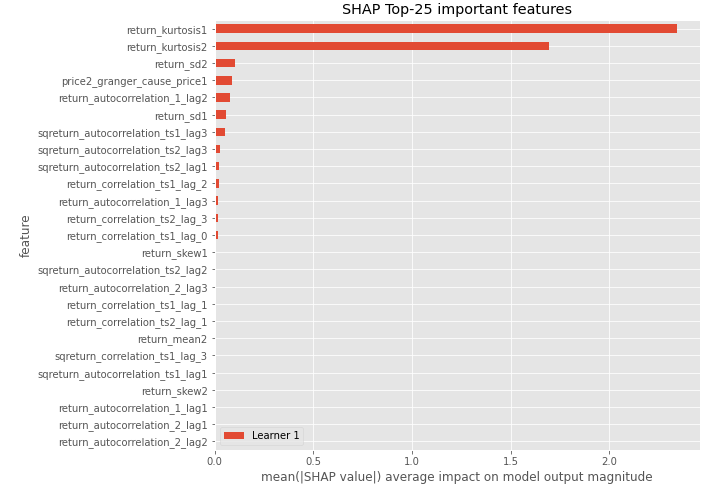 SHAP Top-25 important features
return_kurtosis1
return_kurtosis2
return_sd2
price2_granger_cause_price1
return_autocorrelation_1_lag2
return_sd1
sqreturn_autocorrelation_ts1_lag3
sqreturn_autocorrelation_ts2_lag3
sqreturn_autocorrelation_ts2_lag1
return_correlation_ts1_lag_2
return_autocorrelation_1_lag3
return_correlation_ts2_lag_3
return_correlation_ts1_lag_0
return_skew1
sqreturn_autocorrelation_ts2_lag2
return_autocorrelation_2_lag3
return_correlation_ts1_lag_1
return_correlation_ts2_lag_1
return_mean2
sqreturn_correlation_ts1_lag_3
sqreturn_autocorrelation_ts1_lag1
return_skew2
return_autocorrelation_1_lag1
return_autocorrelation_2_lag1
return_autocorrelation_2_lag2
feature
Learner 1
0.0 0.5 1.0 1.5 2.0
mean(|SHAP value|) average impact on model output magnitude